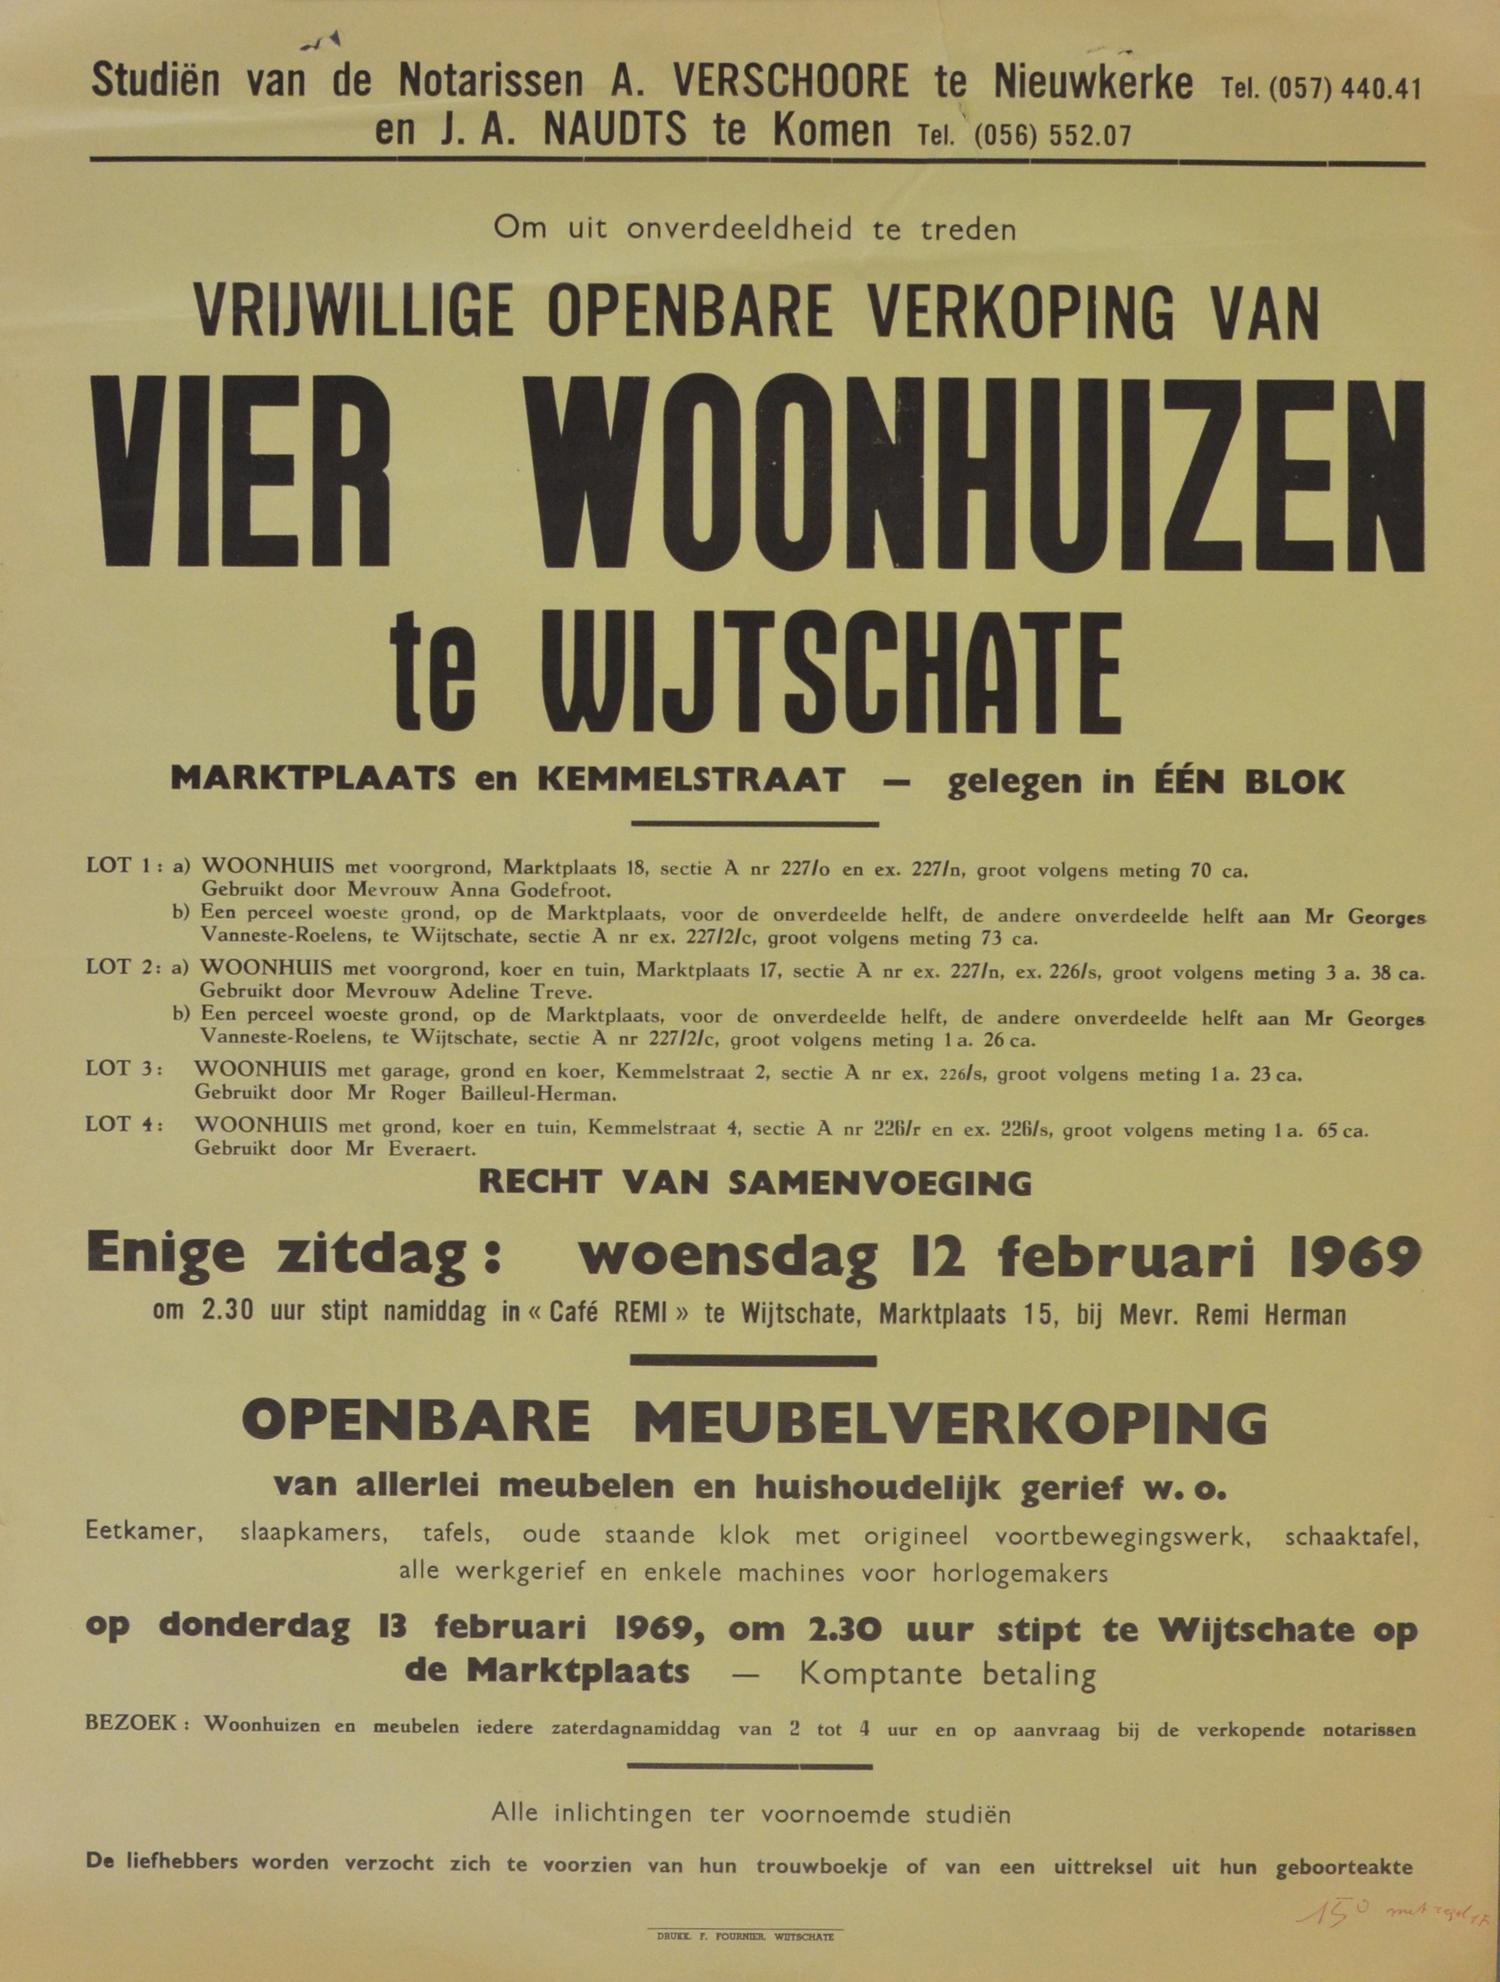 Studiën van de Notarissen A. VERSCHOORE te Nieuwkerke Tel. (057) 440.41
en J. A. NAUDTS te Komen Tel. (056) 552.07
Om uit onverdeeldheid te treden
VRIJWILLIGE OPENBARE VERKOPING VAN
VIER WOONHUIZEN
te WIJTSCHATE
MARKTPLAATS en KEMMELSTRAAT — gelegen in ÉÉN BLOK
LOT 1 : a) WOONHUIS met voorgrond, Marktplaats 18, sectie A nr 227/o en ex. 227/n, groot volgens meting 70 ca.
Gebruikt door Mevrouw Anna Godefroot.
b) Een perceel woeste grond, op de Marktplaats, voor de onverdeelde helft, de andere onverdeelde helft aan Mr Georges
Vanneste-Roelens, te Wijtschate, sectie A nr ex. 227/2/c, groot volgens meting 73 ca.
LOT 2: a) WOONHUIS met voorgrond, koer en tuin, Marktplaats 17, sectie A nr ex. 227/n, ex. 226/s, groot volgens meting 3 a. 38 ca.
Gebruikt door Mevrouw Adeline Treve.
b) Een perceel woeste grond, op de Marktplaats, voor de onverdeelde helft, de andere onverdeelde helft aan Mr Georges
Vanneste-Roelens, te Wijtschate, sectie A nr 227/2/c, groot volgens meting 1 a. 26 ca.
LOT 3: WOONHUIS met garage, grond en koer, Kemmelstraat 2, sectie A nr ex. 226/s, groot volgens meting 1 a. 23 ca.
Gebruikt door Mr Roger Bailleul-Herman.
LOT 4: WOONHUIS met grond, koer en tuin, Kemmelstraat 4, sectie A nr 226/r en ex. 226/s, groot volgens meting 1 a. 65 ca.
Gebruikt door Mr Everaert.
RECHT VAN SAMENVOEGING
Enige zitdag : woensdag 12 februari 1969
om 2.30 uur stipt namiddag in « Café REMI » te Wijtschate, Marktplaats 15, bij Mevr. Remi Herman
OPENBARE MEUBELVERKOPING
van allerlei meubelen en huishoudelijk gerief w. o.
Eetkamer, slaapkamers, tafels, oude staande klok met origineel voortbewegingswerk, schaaktafel,
alle werkgerief en enkele machines voor horlogemakers
op donderdag 13 februari 1969, om 2.30 uur stipt te Wijtschate op
de Marktplaats — Komptante betaling
BEZOEK : Woonhuizen en meubelen iedere zaterdagnamiddag van 2 tot 4 uur en op aanvraag bij de verkopende notarissen
Alle inlichtingen ter voornoemde studiën
De liefhebbers worden verzocht zich te voorzien van hun trouwboekje of van een uittreksel uit hun geboorteakte
150 met
DRUKK. F. FOURNIER, WIJTSCHATE